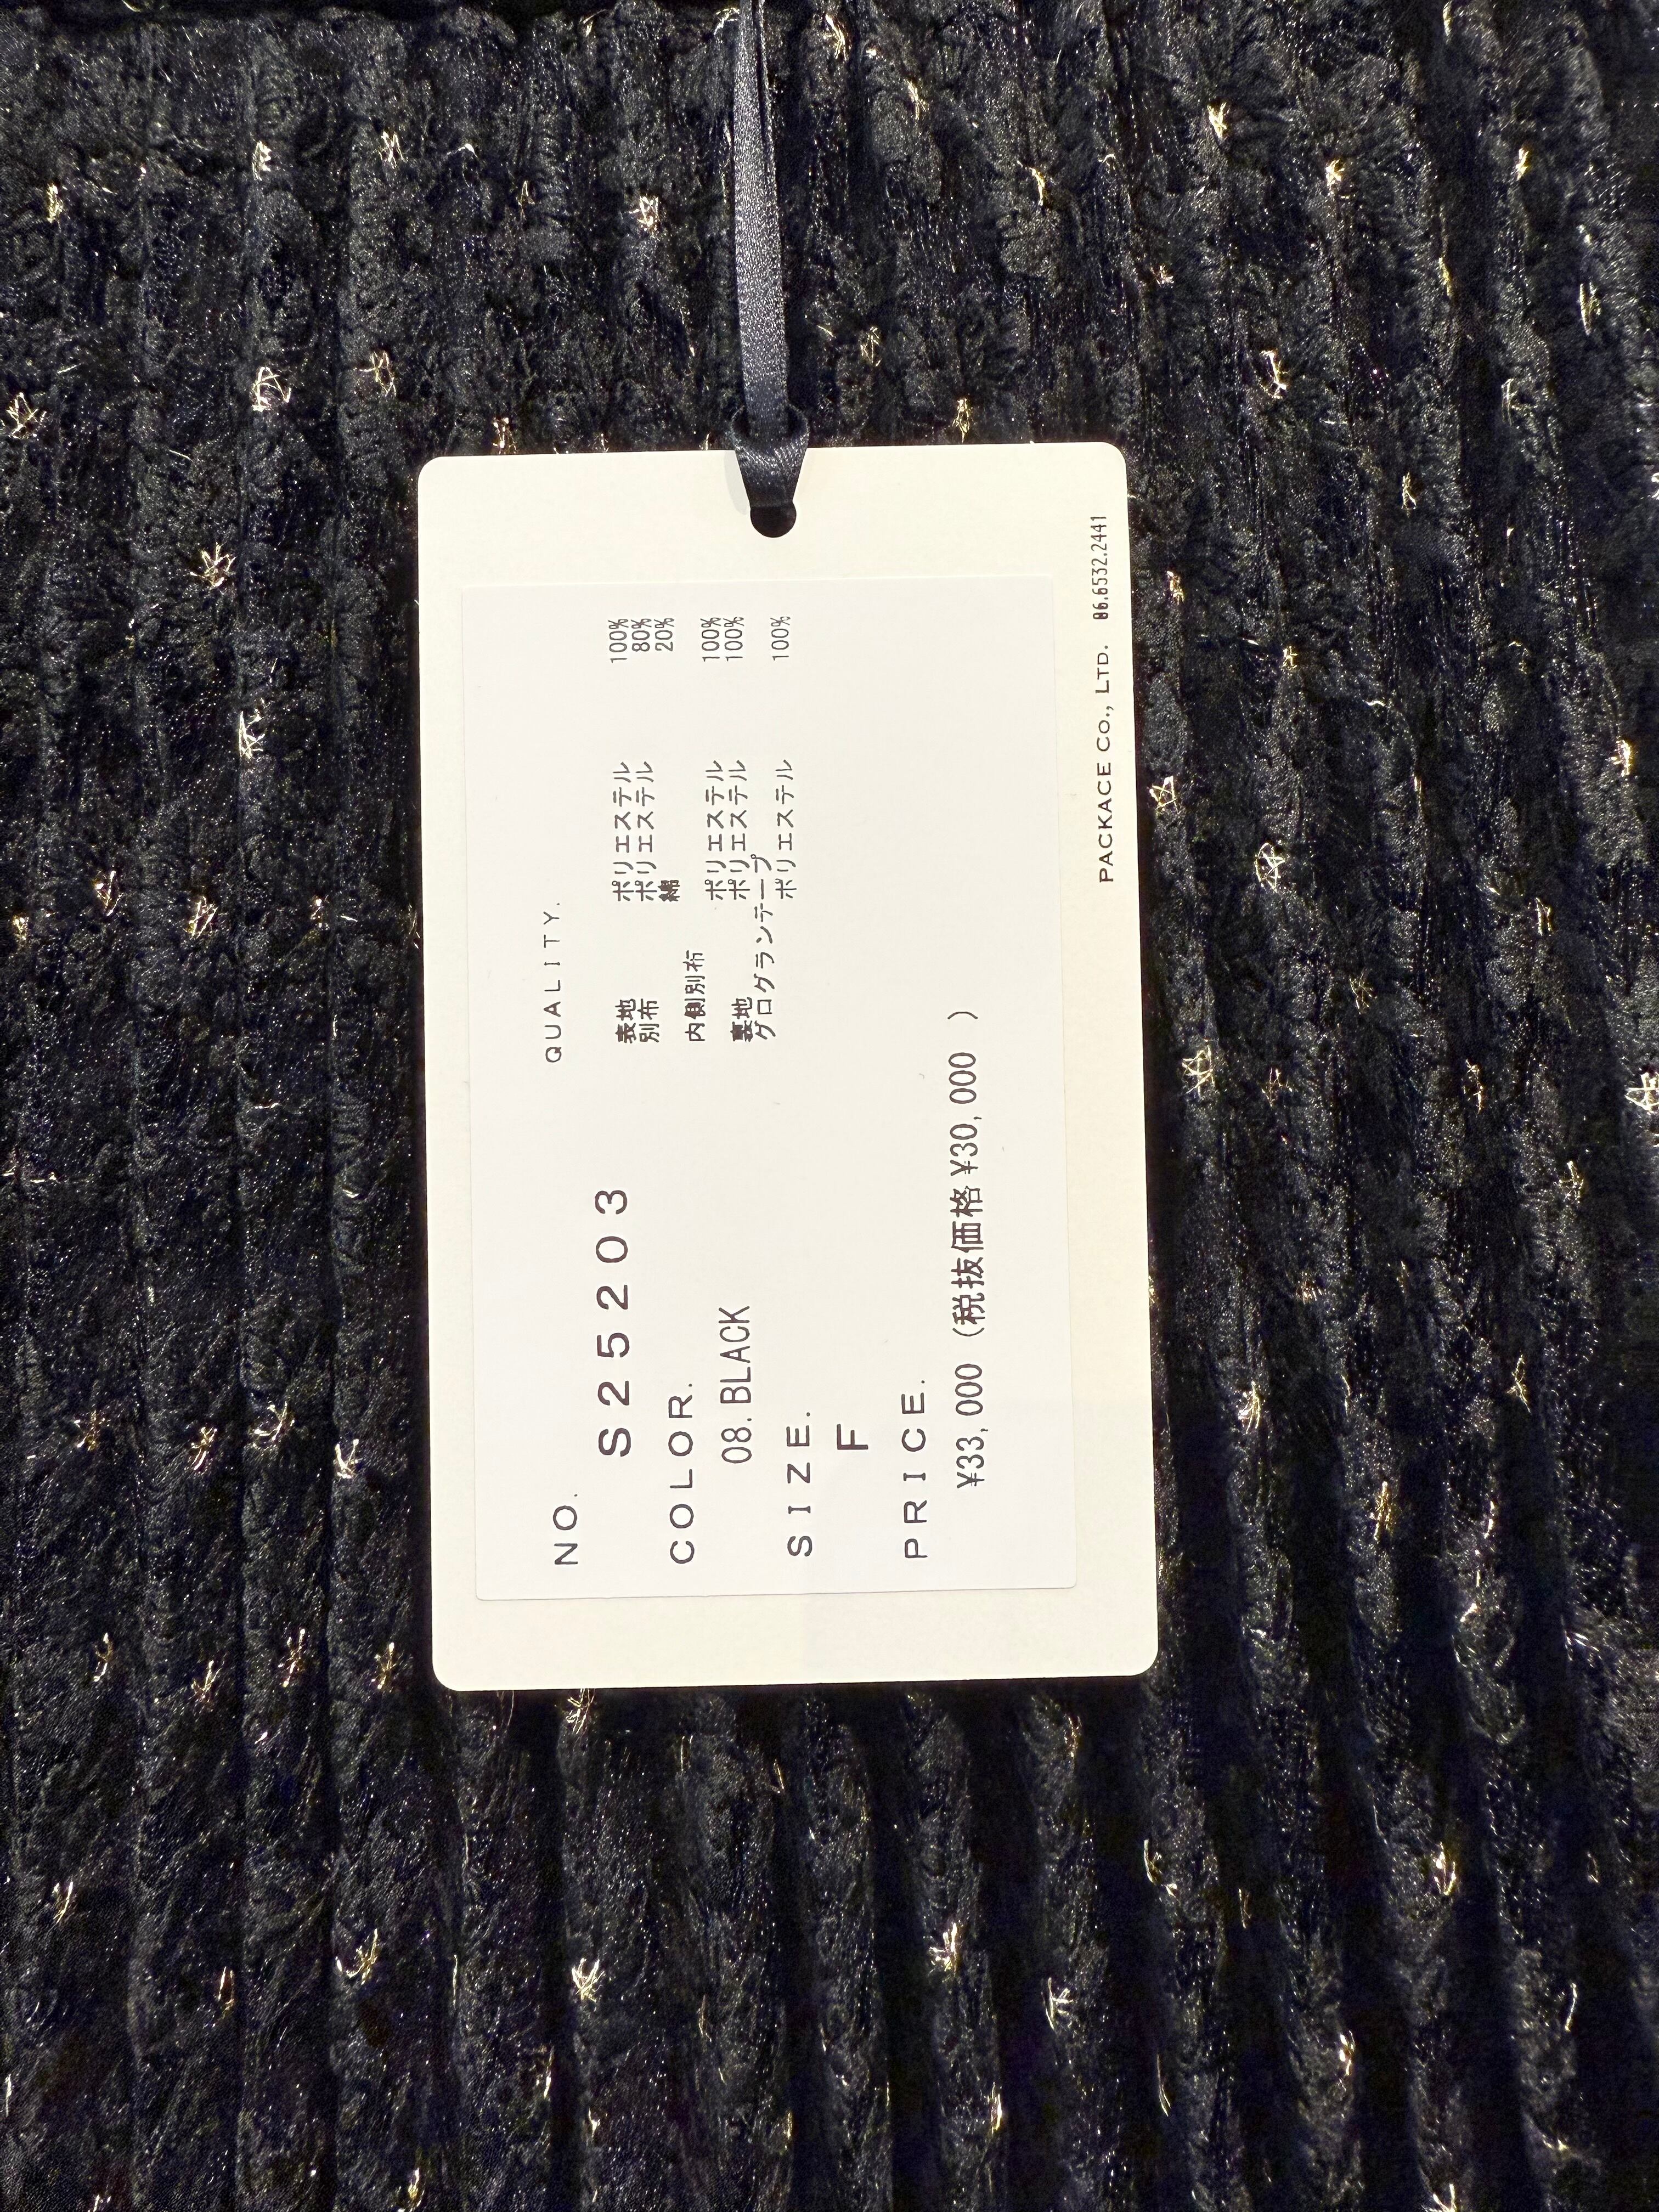 NO.
S25203
COLOR.
08.BLACK
SIZE.
F
PRICE.
¥33,000 (税抜価格 ¥30,000 )
QUALITY.
表地 ポリエステル 100%
別布 ポリエステル 80%
綿 20%
内側別布
ポリエステル 100%
裏地 ポリエステル 100%
グログランテープ
ポリエステル 100%
PACKACE CO., LTD. 06.6532.2441